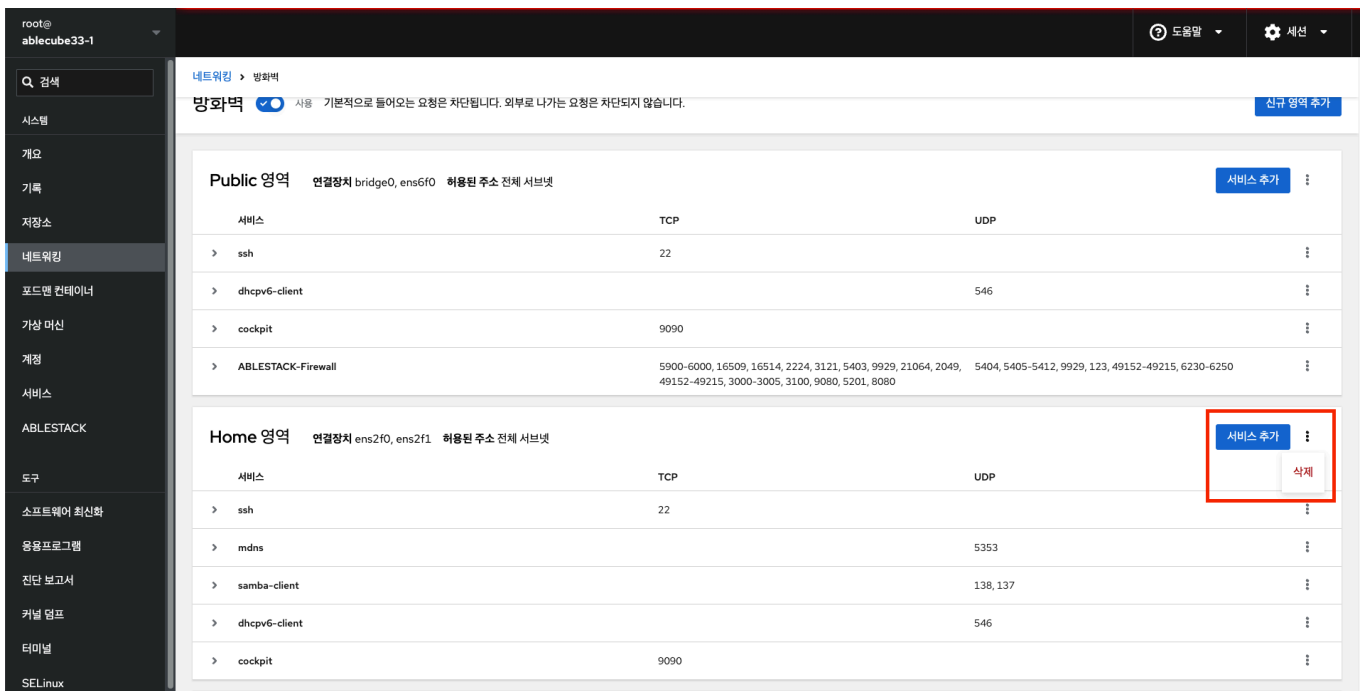 root@
ablecube33-1
도움말
세션
검색
네트워킹 > 방화벽
방화벽 사용 기본적으로 들어오는 요청은 차단됩니다. 외부로 나가는 요청은 차단되지 않습니다. 신규 영역 추가
시스템
개요
기록
저장소
네트워킹
포드맨 컨테이너
가상 머신
계정
서비스
ABLESTACK
도구
소프트웨어 최신화
응용프로그램
진단 보고서
커널 덤프
터미널
SELinux
Public 영역 연결장치 bridge0, ens6f0 허용된 주소 전체 서브넷 서비스 추가
서비스 TCP UDP
ssh 22
dhcpv6-client 546
cockpit 9090
ABLESTACK-Firewall 5900-6000, 16509, 16514, 2224, 3121, 5403, 9929, 21064, 2049, 5404, 5405-5412, 9929, 123, 49152-49215, 6230-6250
49152-49215, 3000-3005, 3100, 9080, 5201, 8080
Home 영역 연결장치 ens2f0, ens2f1 허용된 주소 전체 서브넷 서비스 추가
삭제
서비스 TCP UDP
ssh 22
mdns 5353
samba-client 138, 137
dhcpv6-client 546
cockpit 9090